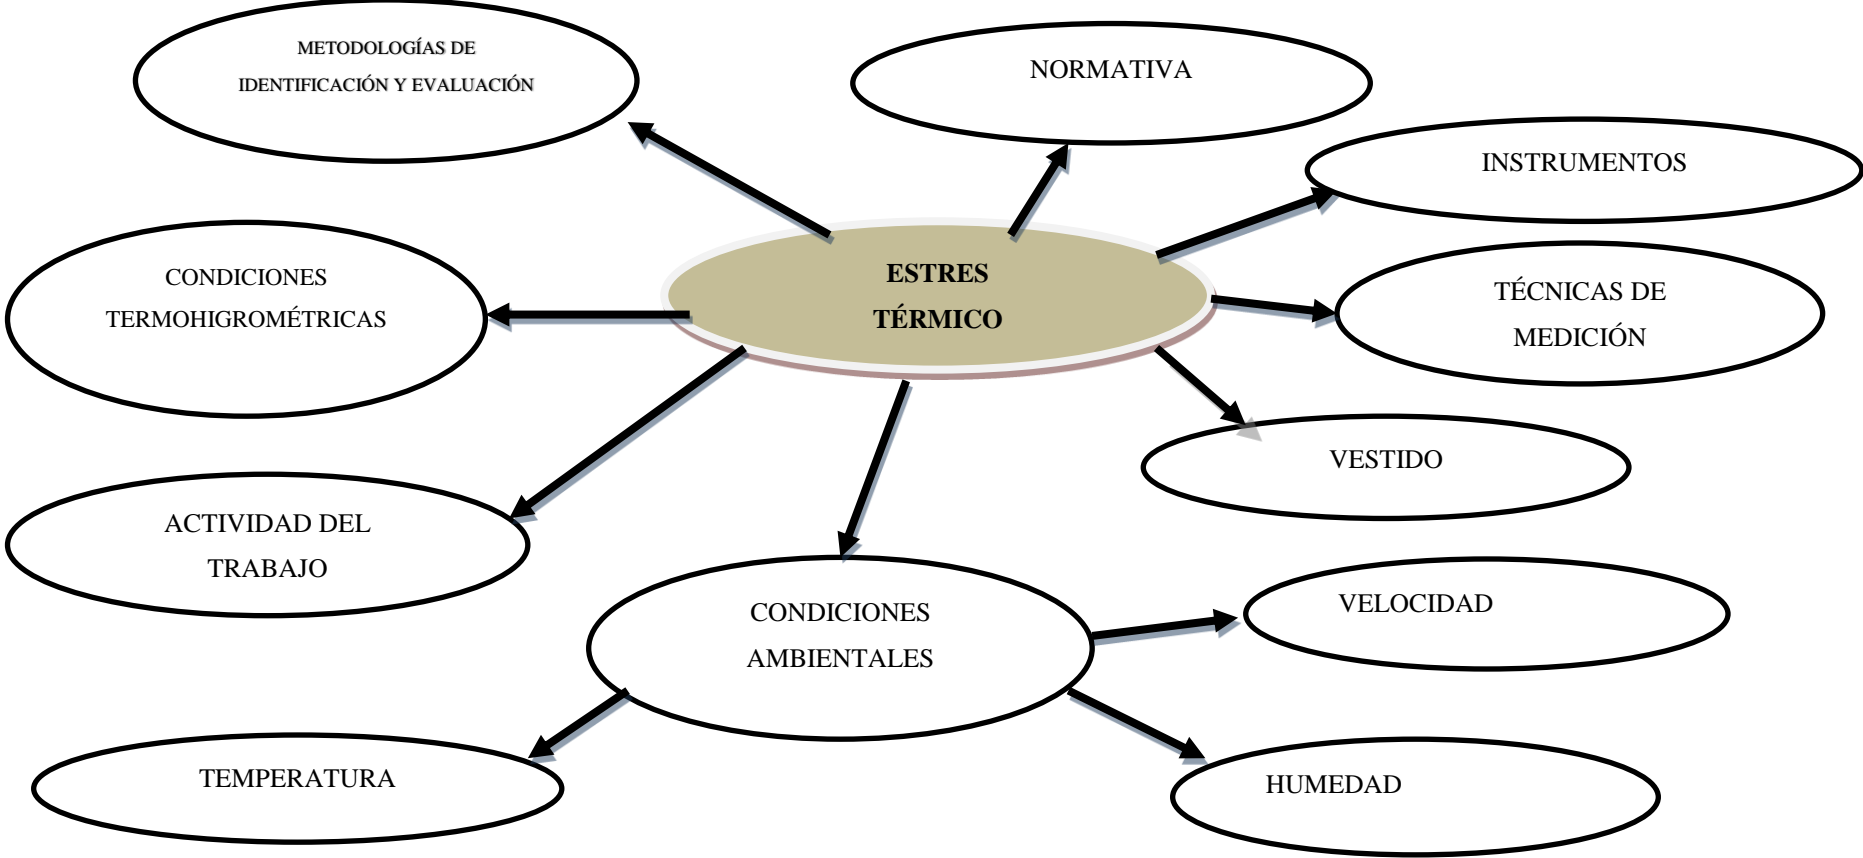 METODOLOGÍAS DE
IDENTIFICACIÓN Y EVALUACIÓN
NORMATIVA
INSTRUMENTOS
CONDICIONES
TERMOHIGROMÉTRICAS
ESTRES
TÉRMICO
TÉCNICAS DE
MEDICIÓN
VESTIDO
ACTIVIDAD DEL
TRABAJO
CONDICIONES
AMBIENTALES
VELOCIDAD
TEMPERATURA
HUMEDAD